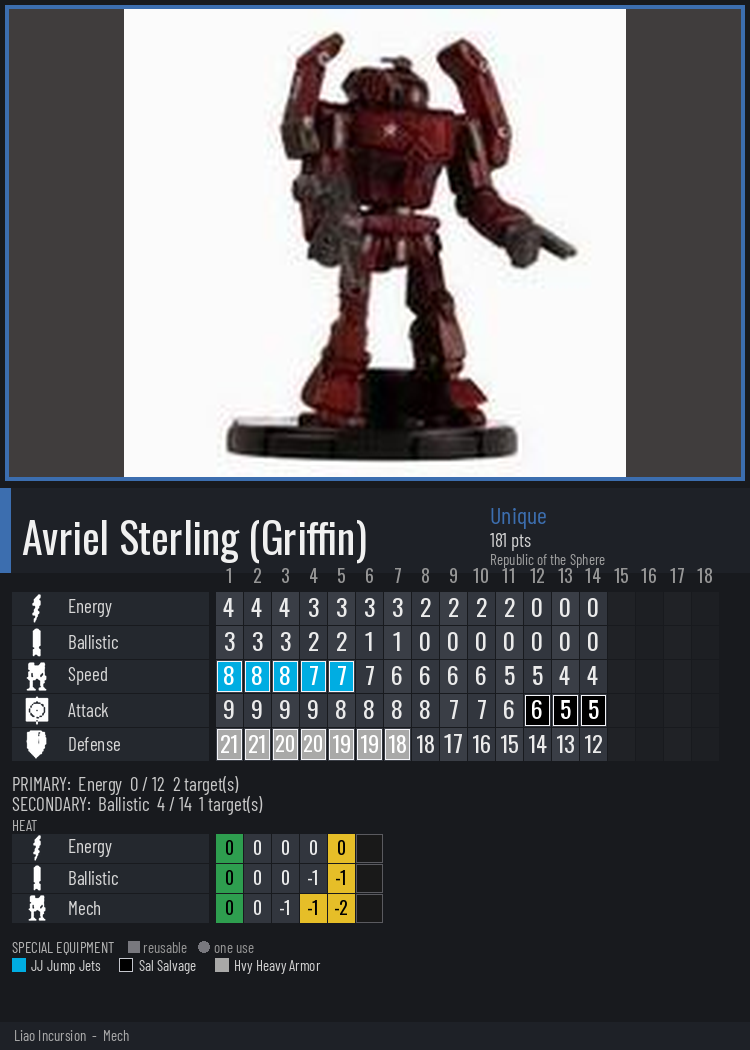 Avriel Sterling (Griffin)
Unique
181 pts
Republic of the Sphere
1 2 3 4 5 6 7 8 9 10 11 12 13 14 15 16 17 18
Energy 4 4 4 3 3 3 3 2 2 2 2 0 0 0
Ballistic 3 3 3 2 2 1 1 0 0 0 0 0 0 0
Speed 8 8 8 7 7 7 6 6 6 6 5 5 4 4
Attack 9 9 9 9 8 8 8 8 7 7 6 6 5 5
Defense 21 21 20 20 19 19 18 18 17 16 15 14 13 12
PRIMARY: Energy 0 / 12 2 target(s)
SECONDARY: Ballistic 4 / 14 1 target(s)
HEAT
Energy 0 0 0 0 0
Ballistic 0 0 0 -1 -1
Mech 0 0 -1 -1 -2
SPECIAL EQUIPMENT reusable one use
JJ Jump Jets Sal Salvage Hvy Heavy Armor
Liao Incursion - Mech